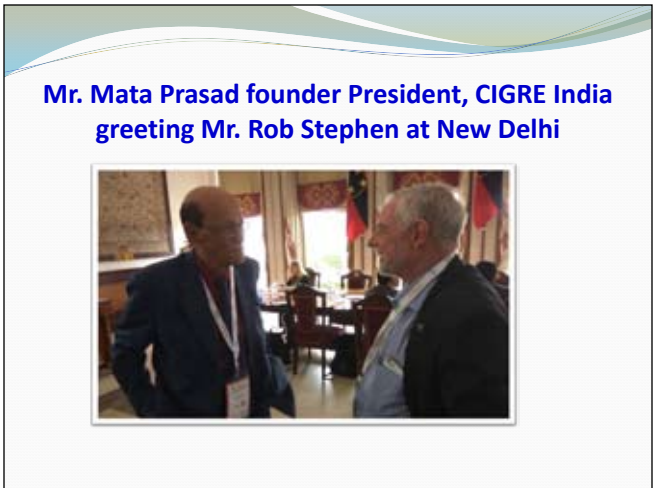 Mr. Mata Prasad founder President, CIGRE India
greeting Mr. Rob Stephen at New Delhi